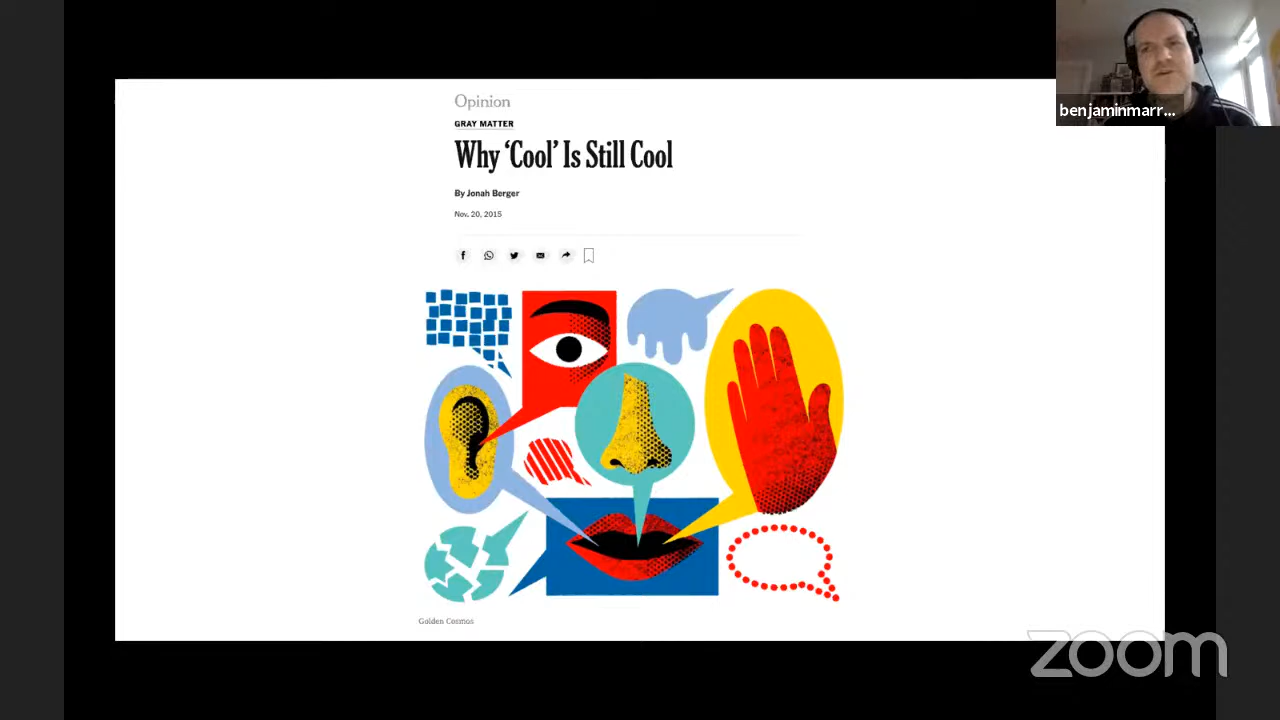 Opinion
GRAY MATTER
Why ‘Cool’ Is Still Cool
By Jonah Berger
Nov. 20, 2015
Golden Cosmos
benjaminmarr...
zoom